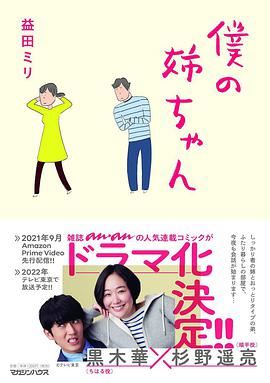 益田ミリ
僕の
姉ちゃん
しっかり者の姉とおっとりタイプの弟、
ふたり暮らしの部屋で、
今夜も会話が始まります…
2021年9月
Amazon
Prime Video
先行配信!!
2022年
テレビ東京で
放送予定!!
雑誌ananの人気連載コミックが
ドラマ化
決定!!
黒木華×杉野遥亮
(ちはる役)
(順平役)
©テレビ東京
マガジンハウス